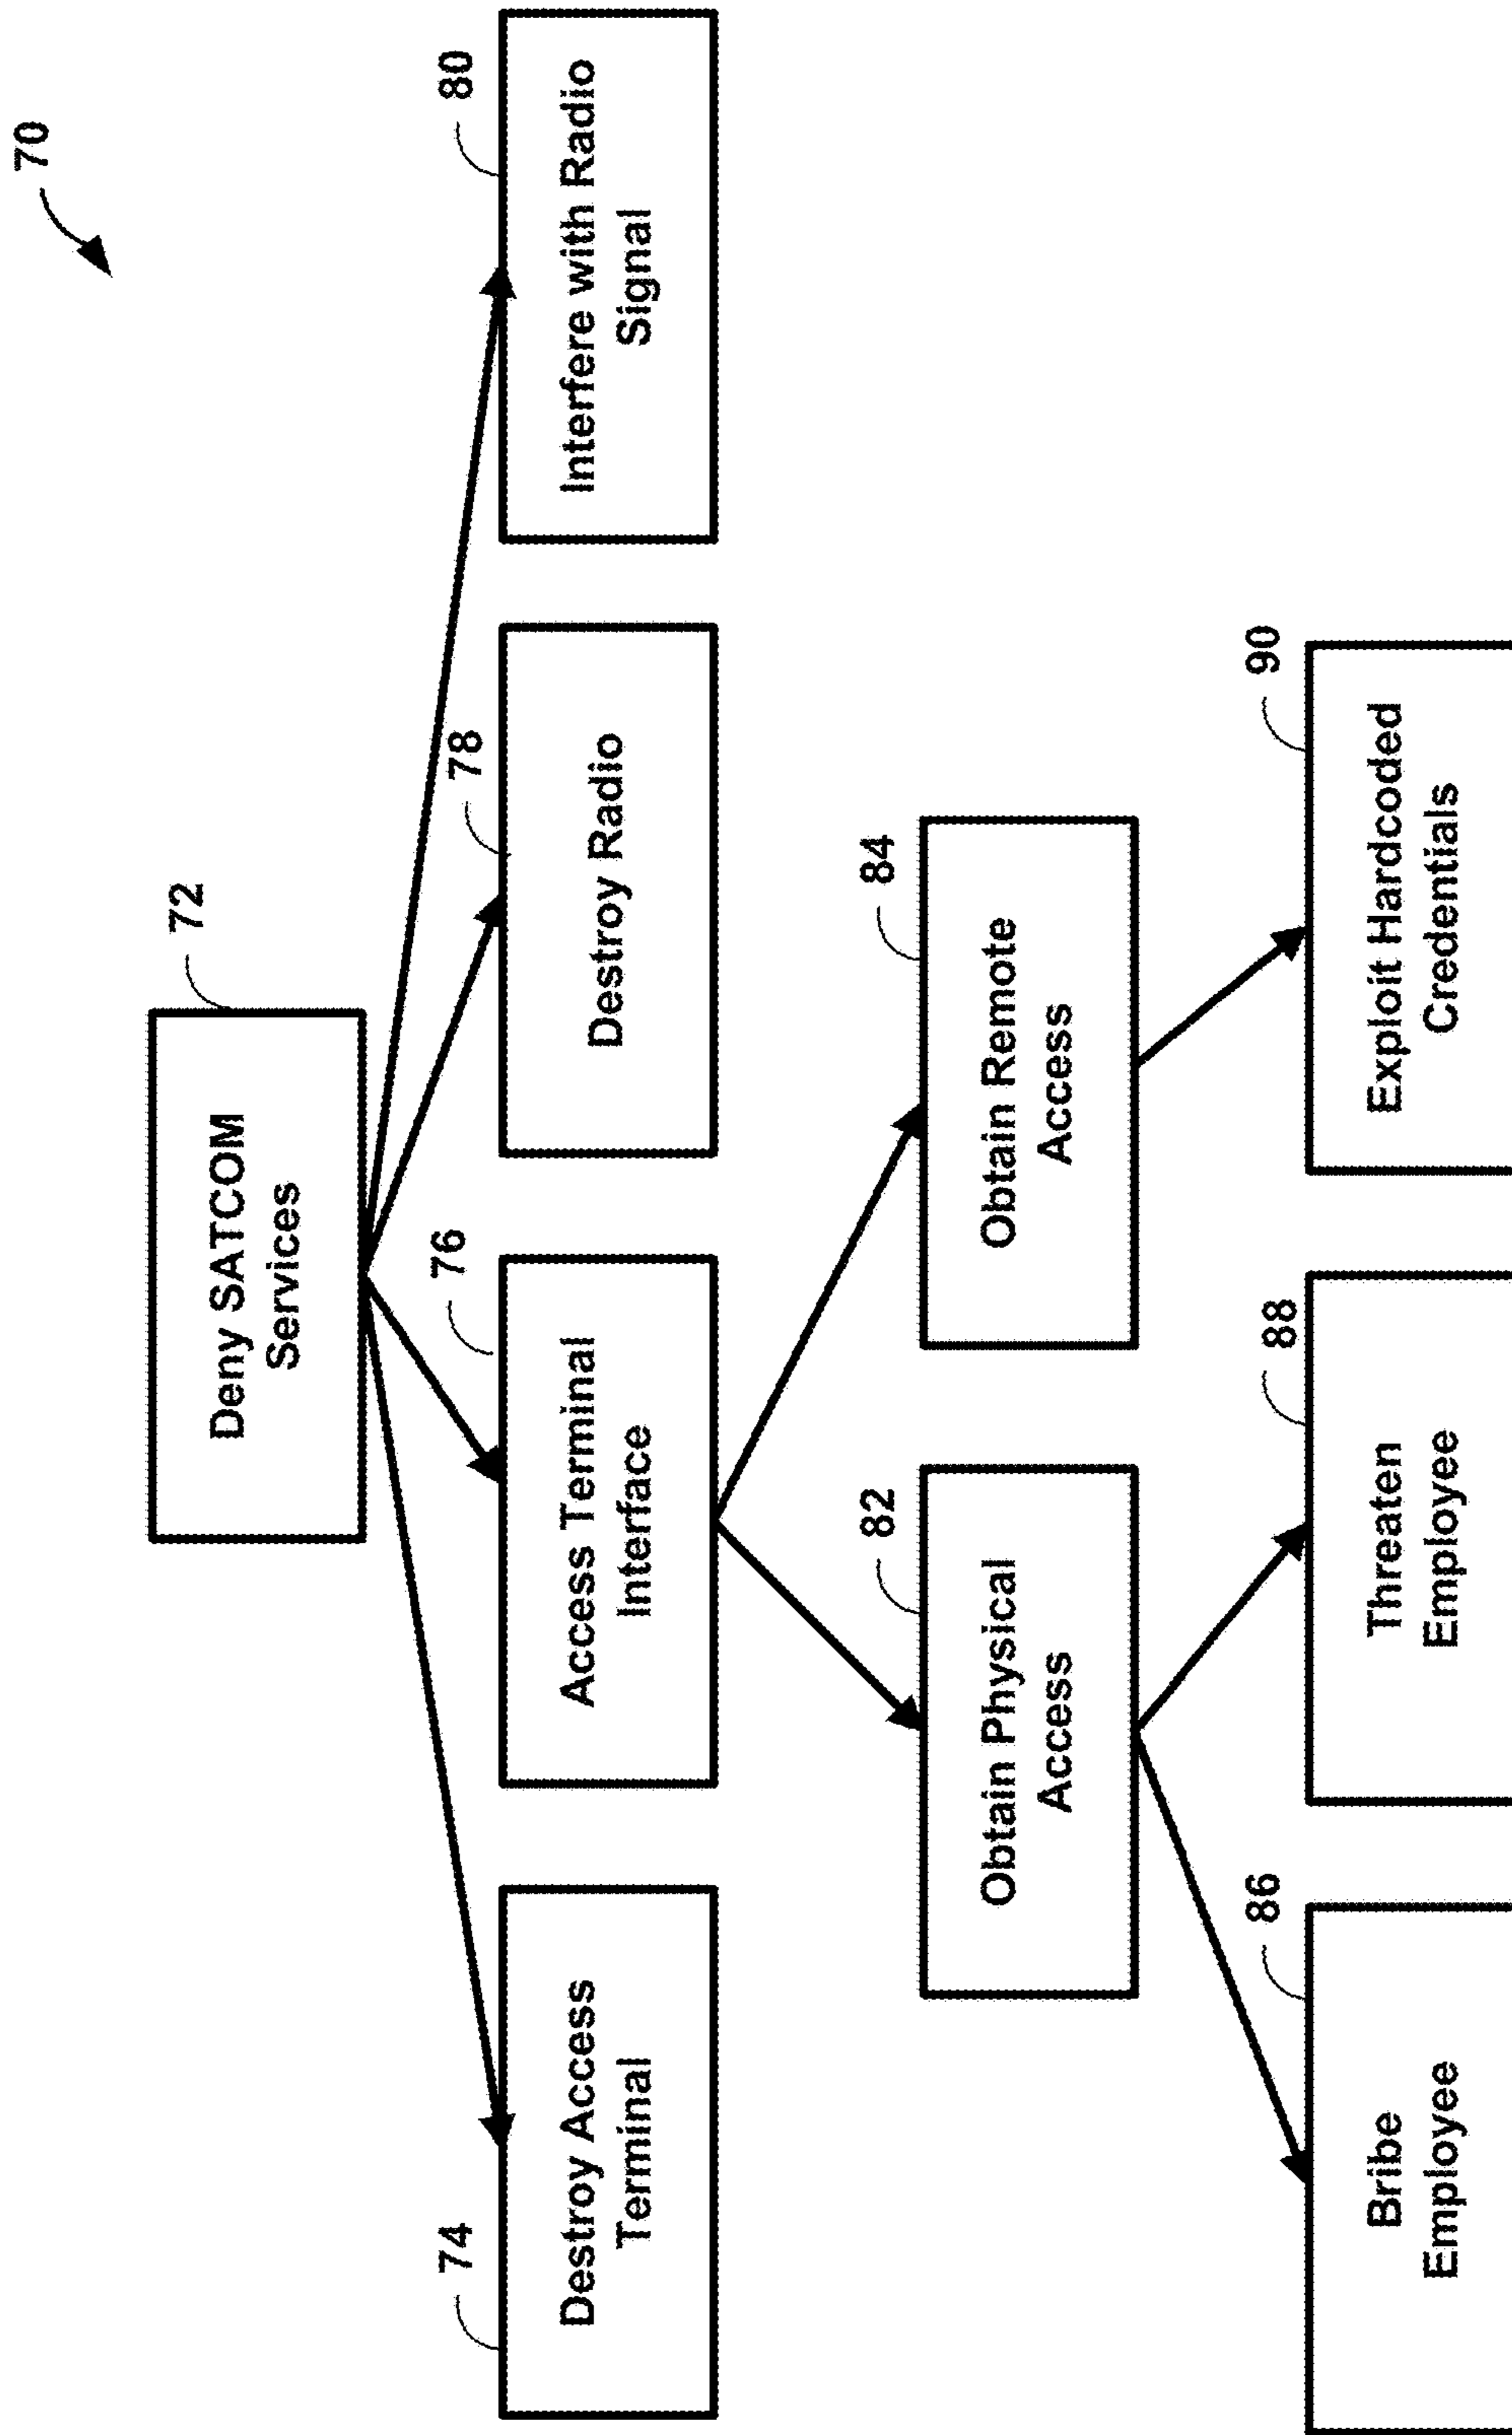 70
72
Deny SATCOM
Services
74
Destroy Access
Terminal
76
Access Terminal
Interface
78
Destroy Radio
80
Interfere with Radio
Signal
82
Obtain Physical
Access
84
Obtain Remote
Access
86
Bribe
Employee
88
Threaten
Employee
90
Exploit Hardcoded
Credentials